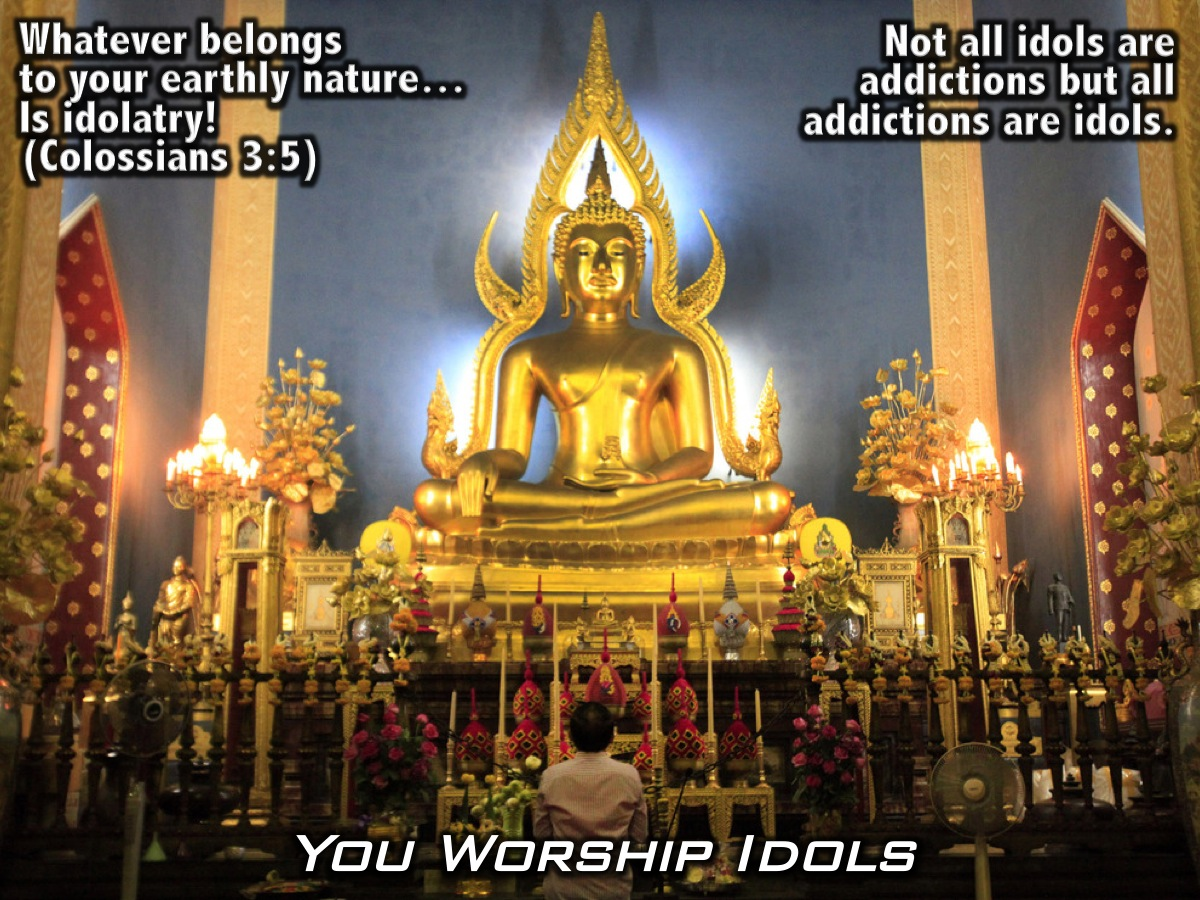 Whatever belongs
to your earthly nature...
Is idolatry!
(Colossians 3:5)
Not all idols are
addictions but all
addictions are idols.
You Worship Idols